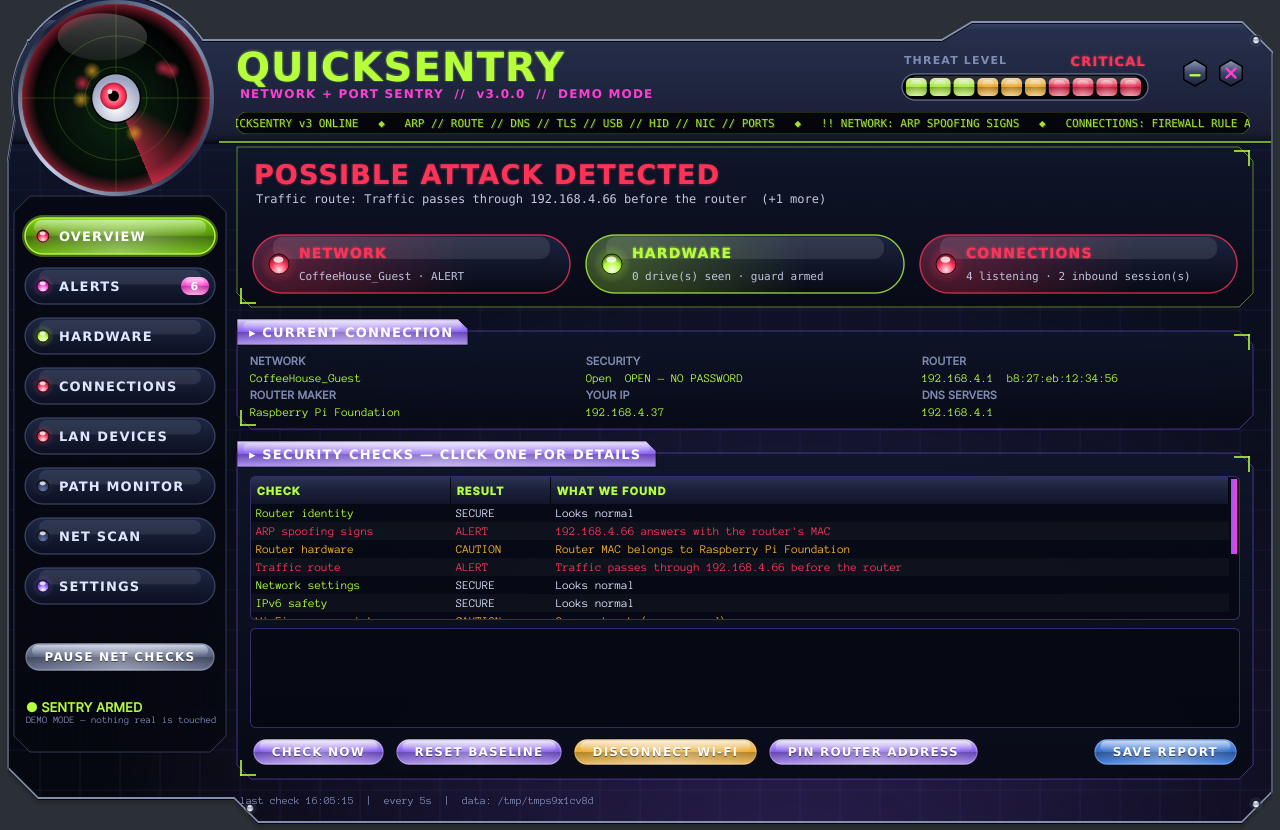 QUICKSENTRY
NETWORK + PORT SENTRY // v3.0.0 // DEMO MODE
THREAT LEVEL CRITICAL
CKSENTRY v3 ONLINE ◆ ARP // ROUTE // DNS // TLS // USB // HID // NIC // PORTS ◆ !! NETWORK: ARP SPOOFING SIGNS ◆ CONNECTIONS: FIREWALL RULE A
OVERVIEW
ALERTS 6
HARDWARE
CONNECTIONS
LAN DEVICES
PATH MONITOR
NET SCAN
SETTINGS
PAUSE NET CHECKS
SENTRY ARMED
DEMO MODE — nothing real is touched
POSSIBLE ATTACK DETECTED
Traffic route: Traffic passes through 192.168.4.66 before the router (+1 more)
NETWORK
CoffeeHouse_Guest · ALERT
HARDWARE
0 drive(s) seen · guard armed
CONNECTIONS
4 listening · 2 inbound session(s)
▸ CURRENT CONNECTION
NETWORK SECURITY ROUTER
CoffeeHouse_Guest Open OPEN — NO PASSWORD 192.168.4.1 b8:27:eb:12:34:56
ROUTER MAKER YOUR IP DNS SERVERS
Raspberry Pi Foundation 192.168.4.37 192.168.4.1
▸ SECURITY CHECKS — CLICK ONE FOR DETAILS
CHECK RESULT WHAT WE FOUND
Router identity SECURE Looks normal
ARP spoofing signs ALERT 192.168.4.66 answers with the router's MAC
Router hardware CAUTION Router MAC belongs to Raspberry Pi Foundation
Traffic route ALERT Traffic passes through 192.168.4.66 before the router
Network settings SECURE Looks normal
IPv6 safety SECURE Looks normal
CHECK NOW RESET BASELINE DISCONNECT WI-FI PIN ROUTER ADDRESS SAVE REPORT
last check 16:05:15 | every 5s | data: /tmp/tmps9x1cv8d